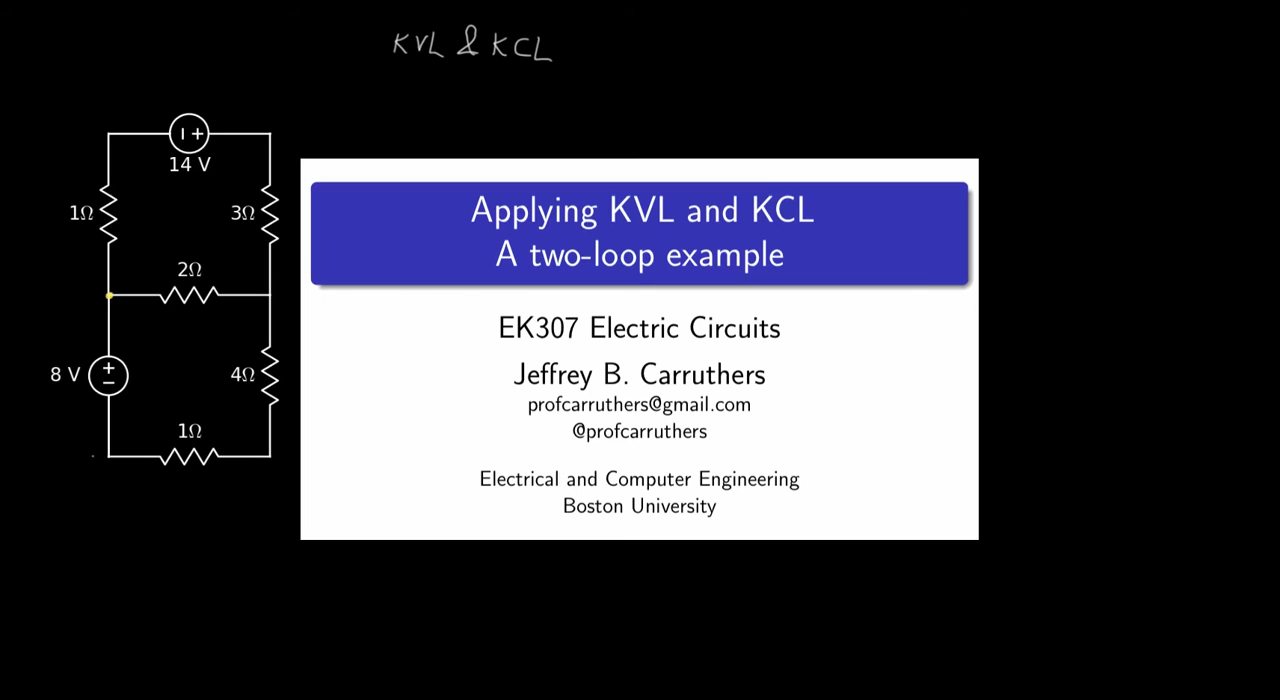 KVL & KCL
14 V
1Ω
3Ω
2Ω
8 V
4Ω
1Ω
Applying KVL and KCL
A two-loop example
EK307 Electric Circuits
Jeffrey B. Carruthers
profcarruthers@gmail.com
@profcarruthers
Electrical and Computer Engineering
Boston University